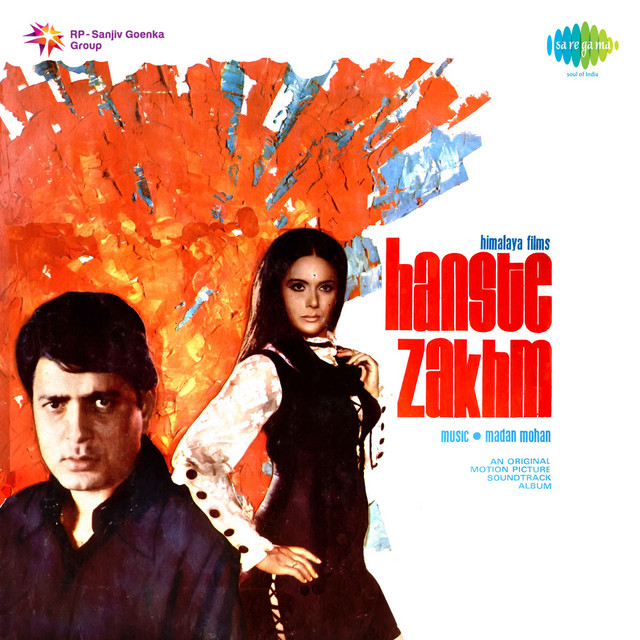 RP - Sanjiv Goenka
Group
sa re ga ma
soul of India
himalaya films
hanste
zakhm
music • madan mohan
AN ORIGINAL
MOTION PICTURE
SOUNDTRACK
ALBUM